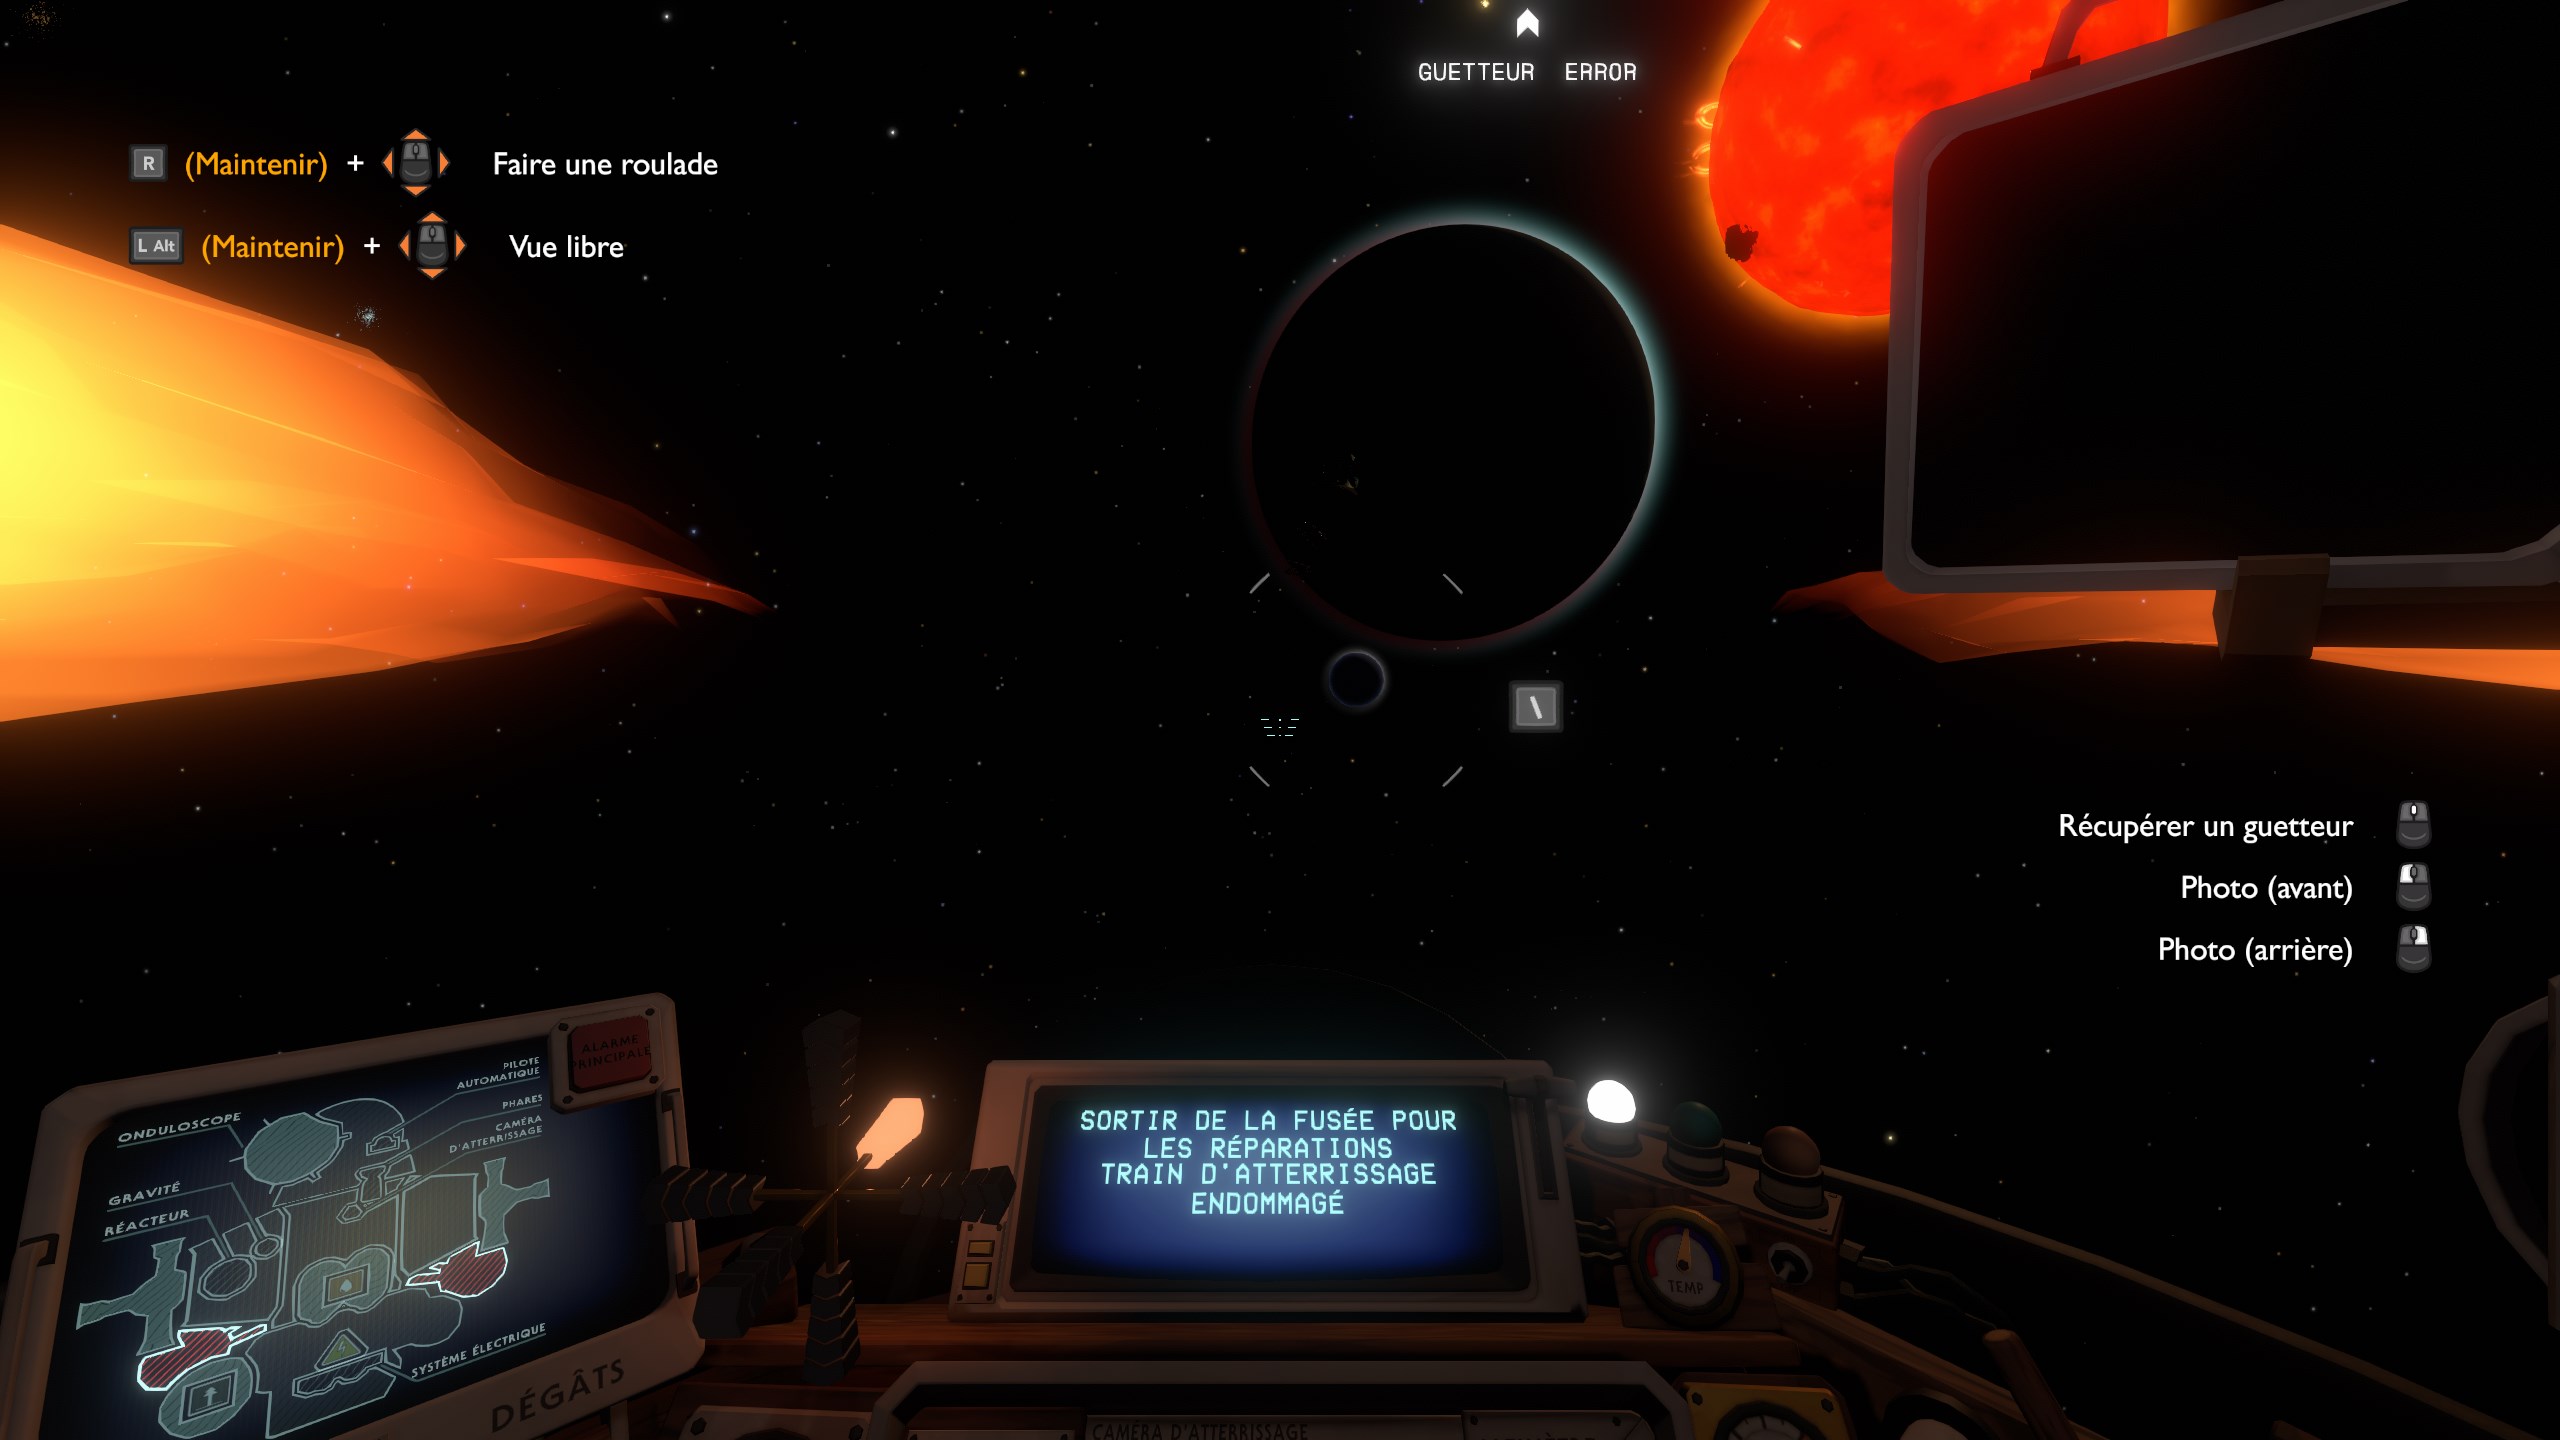 GUETTEUR ERROR
R (Maintenir) + Faire une roulade
L Alt (Maintenir) + Vue libre
\
Récupérer un guetteur
Photo (avant)
Photo (arrière)
ALARME
PRINCIPALE
PILOTE
AUTOMATIQUE
PHARES
CAMÉRA
D'ATTERRISSAGE
ONDULOSCOPE
GRAVITÉ
RÉACTEUR
SYSTÈME ÉLECTRIQUE
DÉGÂTS
SORTIR DE LA FUSÉE POUR
LES RÉPARATIONS
TRAIN D'ATTERRISSAGE
ENDOMMAGÉ
TEMP
CAMÉRA D'ATTERRISSAGE